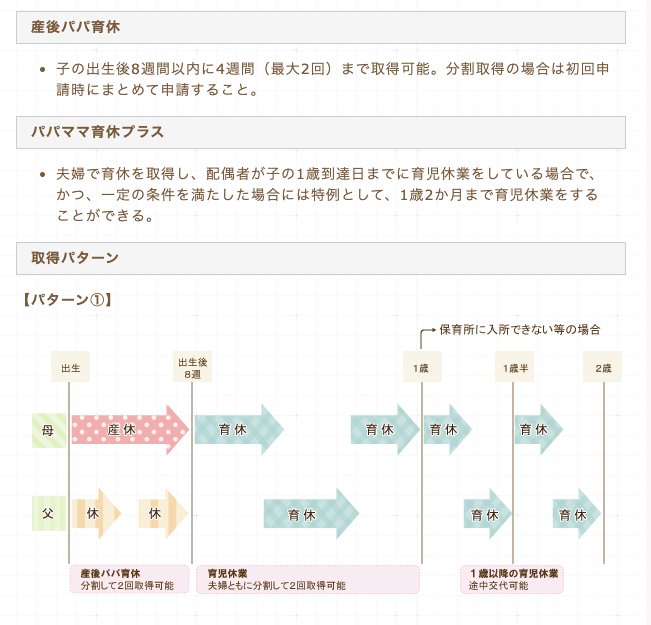 産後パパ育休
• 子の出生後8週間以内に4週間（最大2回）まで取得可能。分割取得の場合は初回申
請時にまとめて申請すること。
パパママ育休プラス
• 夫婦で育休を取得し、配偶者が子の1歳到達日までに育児休業をしている場合で、
かつ、一定の条件を満たした場合には特例として、1歳2か月まで育児休業をする
ことができる。
取得パターン
【パターン①】
保育所に入所できない等の場合
出生
出生後
8週
1歳
1歳半
2歳
母
産休
育休
育休
育休
育休
父
休
休
育休
育休
育休
産後パパ育休
分割して2回取得可能
育児休業
夫婦ともに分割して2回取得可能
1歳以降の育児休業
途中交代可能